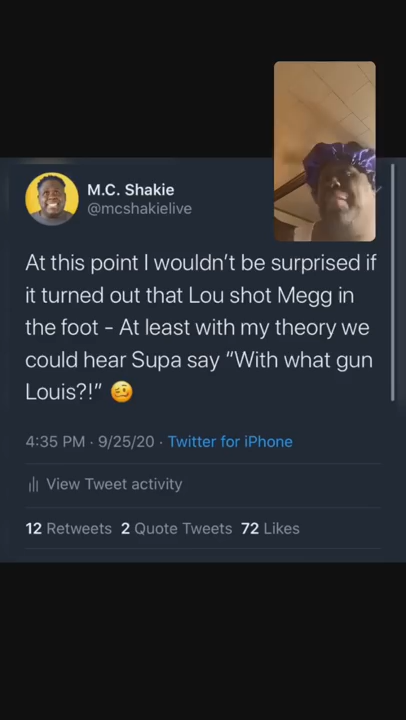 M.C. Shakie
@mcshakielive
At this point I wouldn’t be surprised if
it turned out that Lou shot Megg in
the foot - At least with my theory we
could hear Supa say “With what gun
Louis?!” 🥴
4:35 PM · 9/25/20 · Twitter for iPhone
View Tweet activity
12 Retweets 2 Quote Tweets 72 Likes